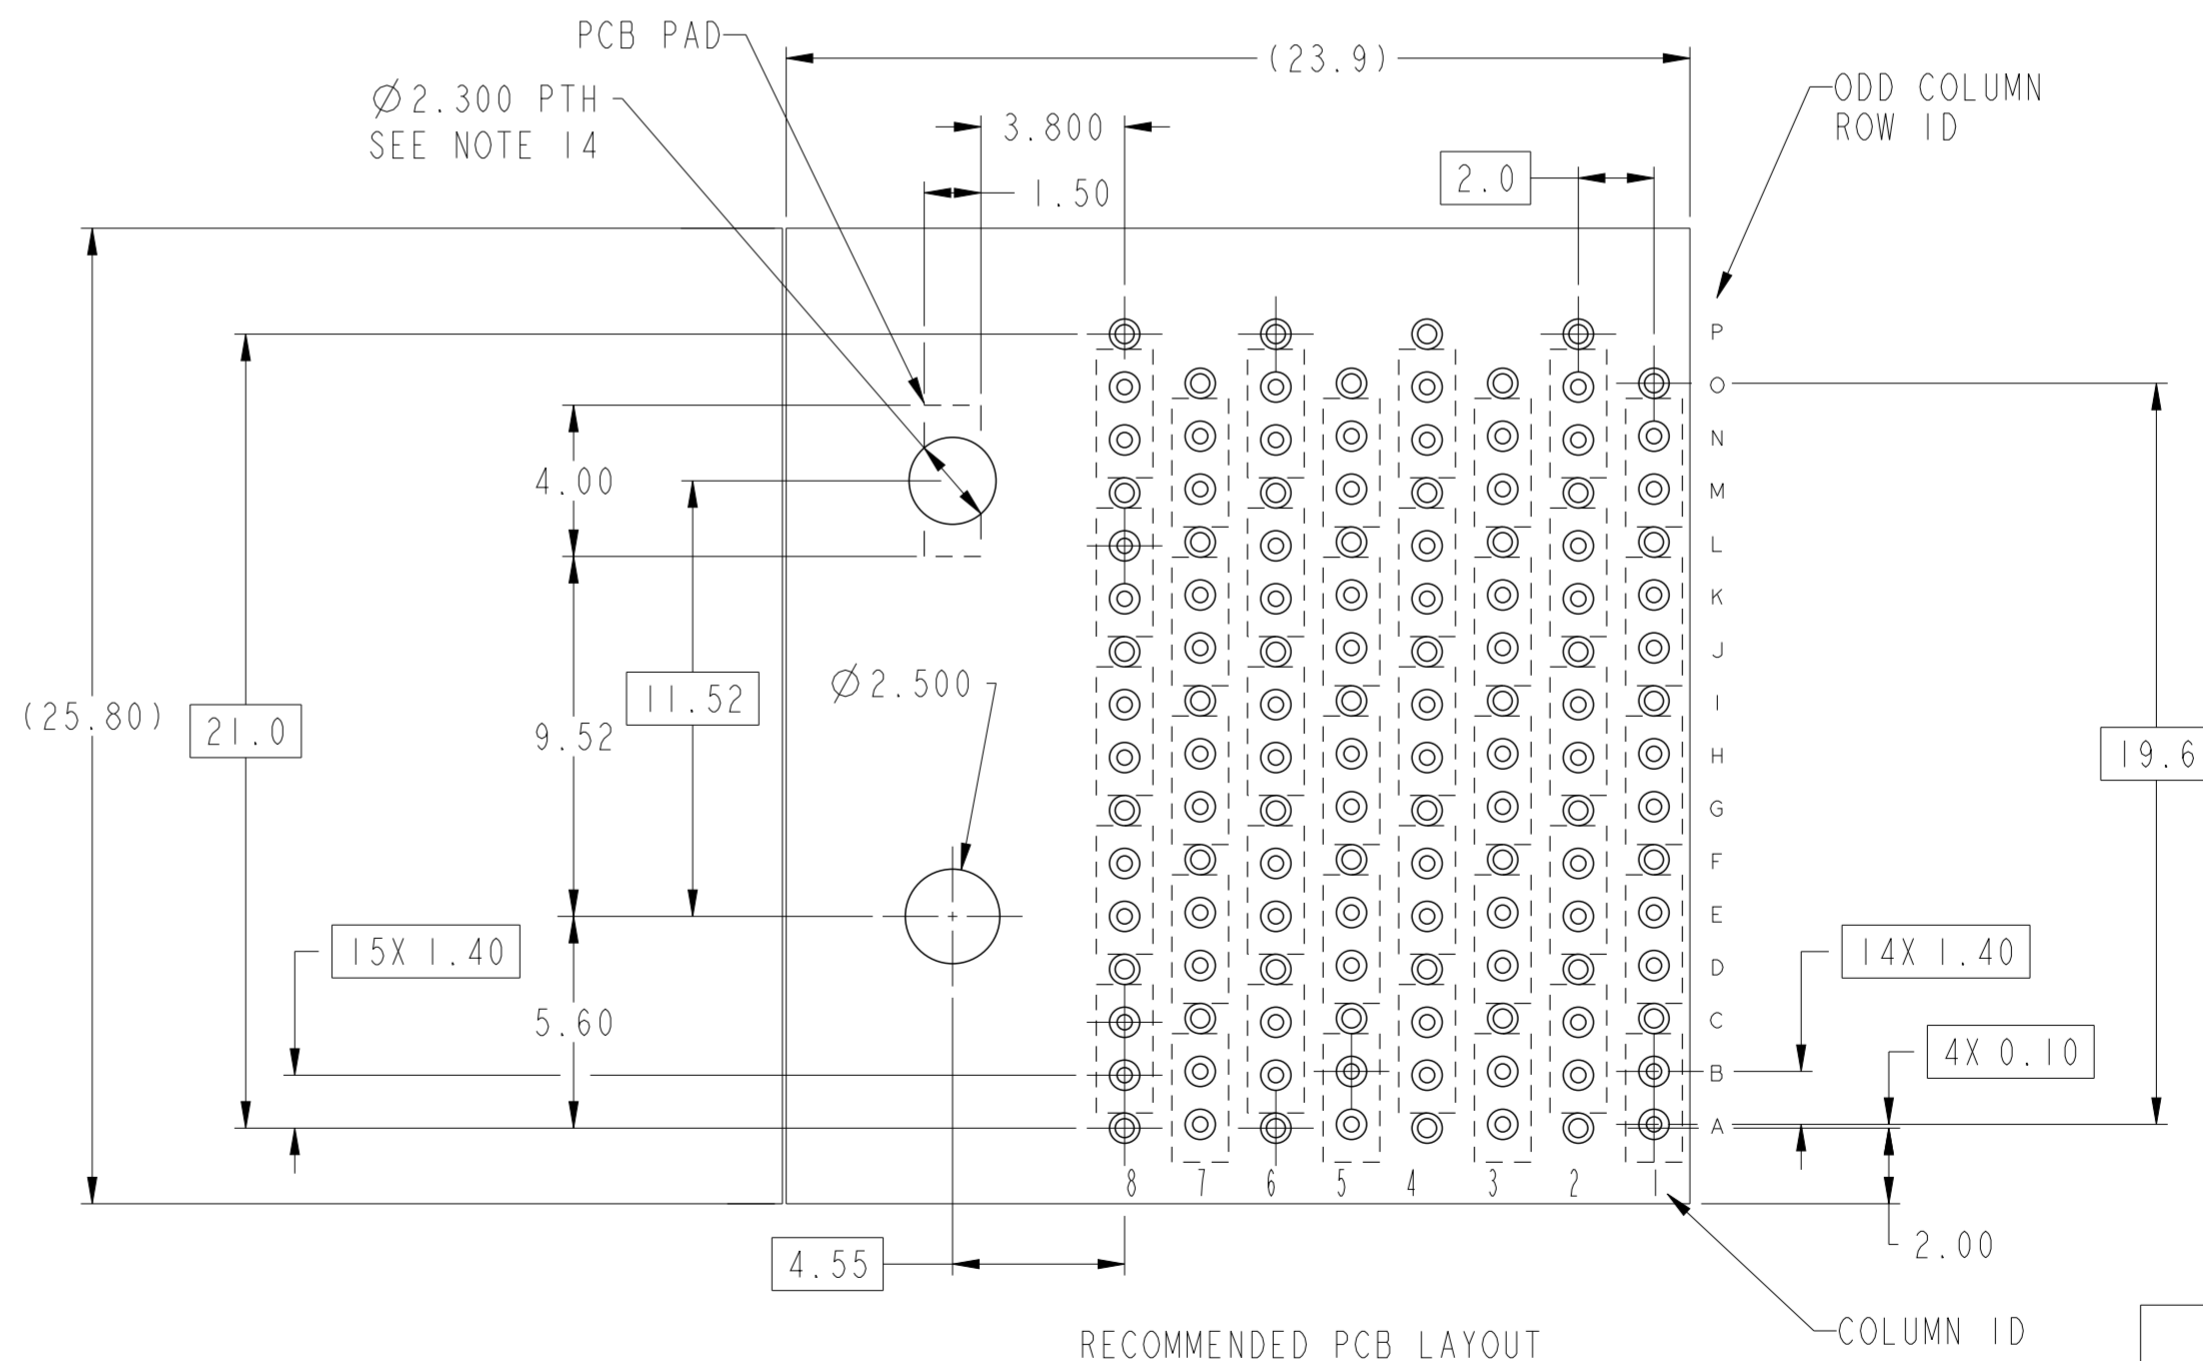 PCB PAD
(23.9)
Ø2.300 PTH
SEE NOTE 14
3.800
ODD COLUMN
ROW ID
2.0
1.50
P
O
N
M
L
K
J
I
H
G
F
E
D
C
B
A
4.00
11.52
Ø2.500
(25.80)
21.0
9.52
19.6
15X 1.40
14X 1.40
5.60
4X 0.10
8 7 6 5 4 3 2 1
2.00
4.55
COLUMN ID
RECOMMENDED PCB LAYOUT